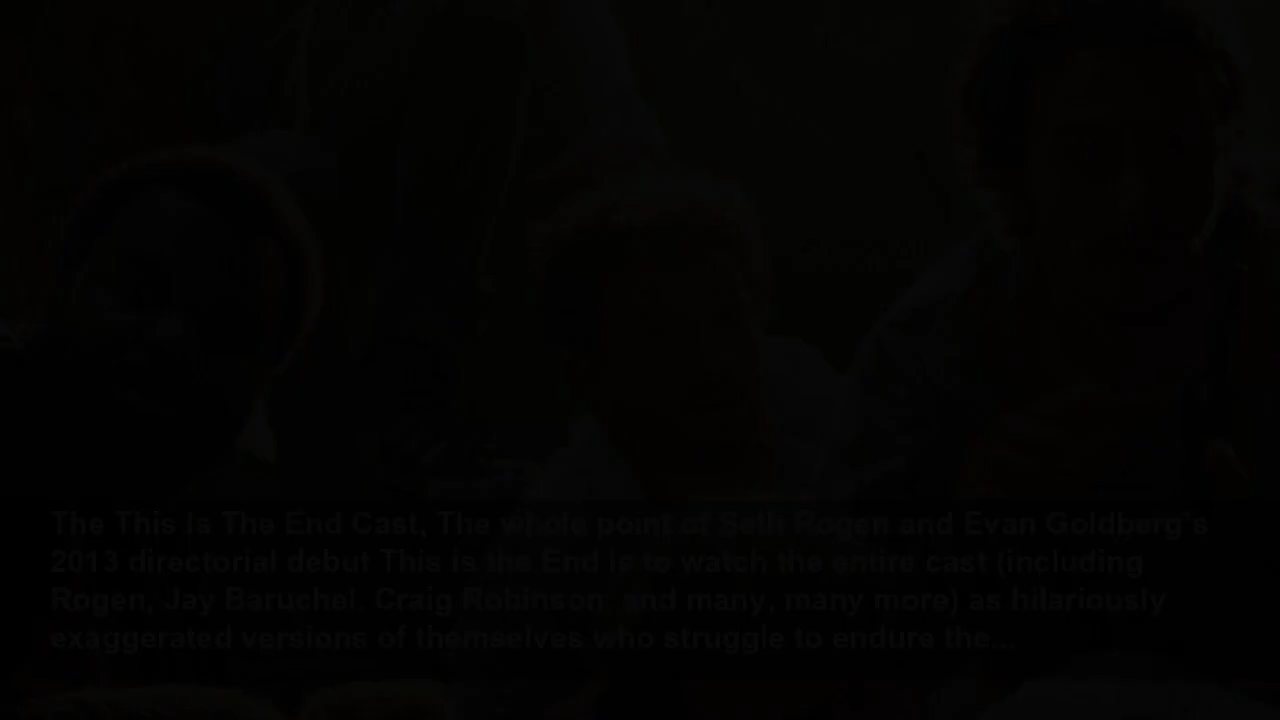 The This Is The End Cast, The whole point of Seth Rogen and Evan Goldberg's
2013 directorial debut This is the End is to watch the entire cast (including
Rogen, Jay Baruchel, Craig Robinson, and many, many more) as hilariously
exaggerated versions of themselves who struggle to endure the...